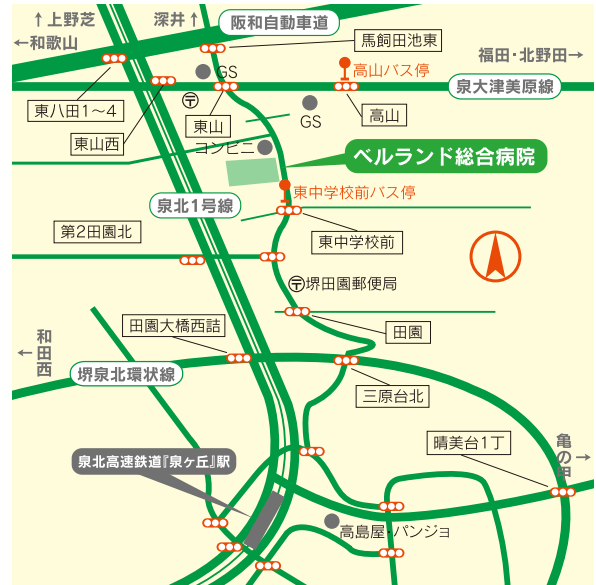 ↑上野芝
深井↑
阪和自動車道
←和歌山
馬飼田池東
福田・北野田→
GS
高山バス停
泉大津美原線
東八田1〜4
〒
東山
GS
高山
東山西
コンビニ
ベルランド総合病院
東中学校前バス停
泉北1号線
第2田園北
東中学校前
〒堺田園郵便局
田園大橋西詰
田園
←和田西
堺泉北環状線
三原台北
晴美台1丁
亀の甲→
泉北高速鉄道『泉ヶ丘』駅
高島屋・パンジョ